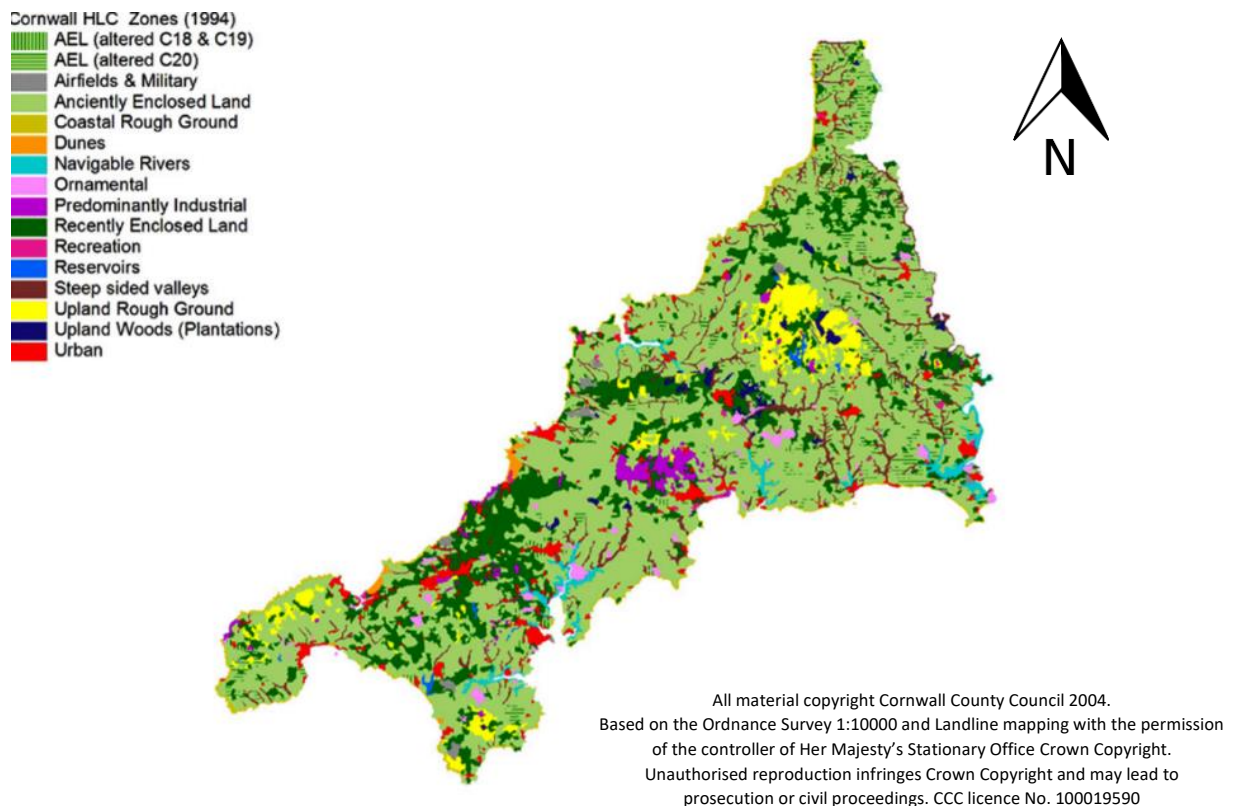 Cornwall HLC Zones (1994)
AEL (altered C18 & C19)
AEL (altered C20)
Airfields & Military
Anciently Enclosed Land
Coastal Rough Ground
Dunes
Navigable Rivers
Ornamental
Predominantly Industrial
Recently Enclosed Land
Recreation
Reservoirs
Steep sided valleys
Upland Rough Ground
Upland Woods (Plantations)
Urban
N
All material copyright Cornwall County Council 2004.
Based on the Ordnance Survey 1:10000 and Landline mapping with the permission
of the controller of Her Majesty’s Stationary Office Crown Copyright.
Unauthorised reproduction infringes Crown Copyright and may lead to
prosecution or civil proceedings. CCC licence No. 100019590